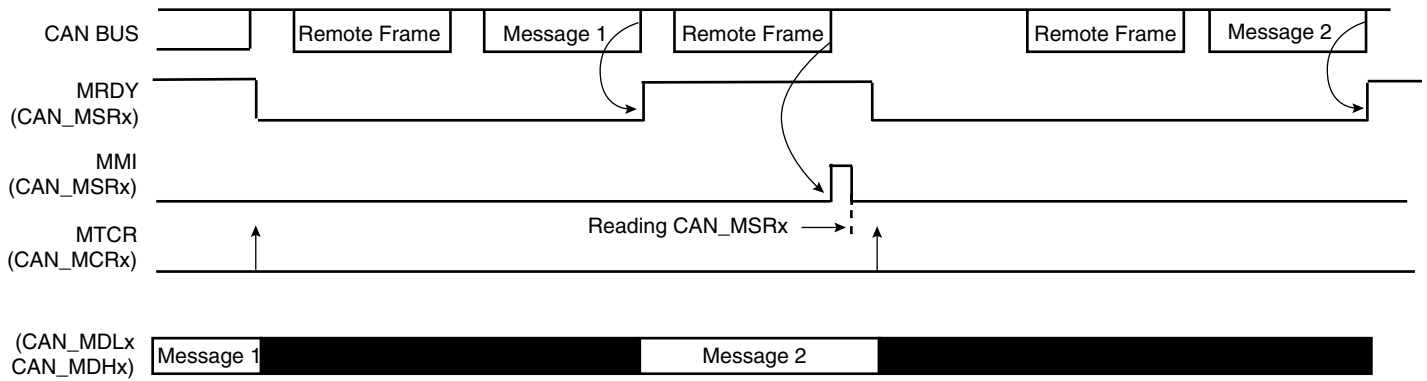 CAN BUS
Remote Frame
Message 1
Remote Frame
Remote Frame
Message 2
MRDY
(CAN_MSRx)
MMI
(CAN_MSRx)
Reading CAN_MSRx
MTCR
(CAN_MCRx)
(CAN_MDLx
CAN_MDHx)
Message 1
Message 2